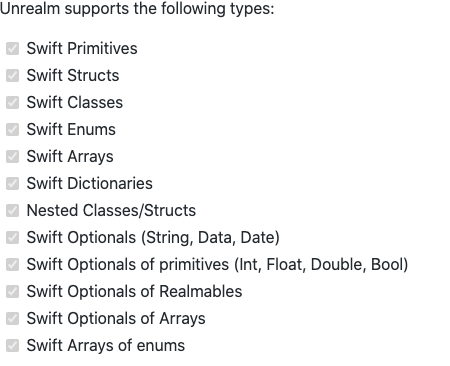 Unrealm supports the following types:
Swift Primitives
Swift Structs
Swift Classes
Swift Enums
Swift Arrays
Swift Dictionaries
Nested Classes/Structs
Swift Optionals (String, Data, Date)
Swift Optionals of primitives (Int, Float, Double, Bool)
Swift Optionals of Realmables
Swift Optionals of Arrays
Swift Arrays of enums